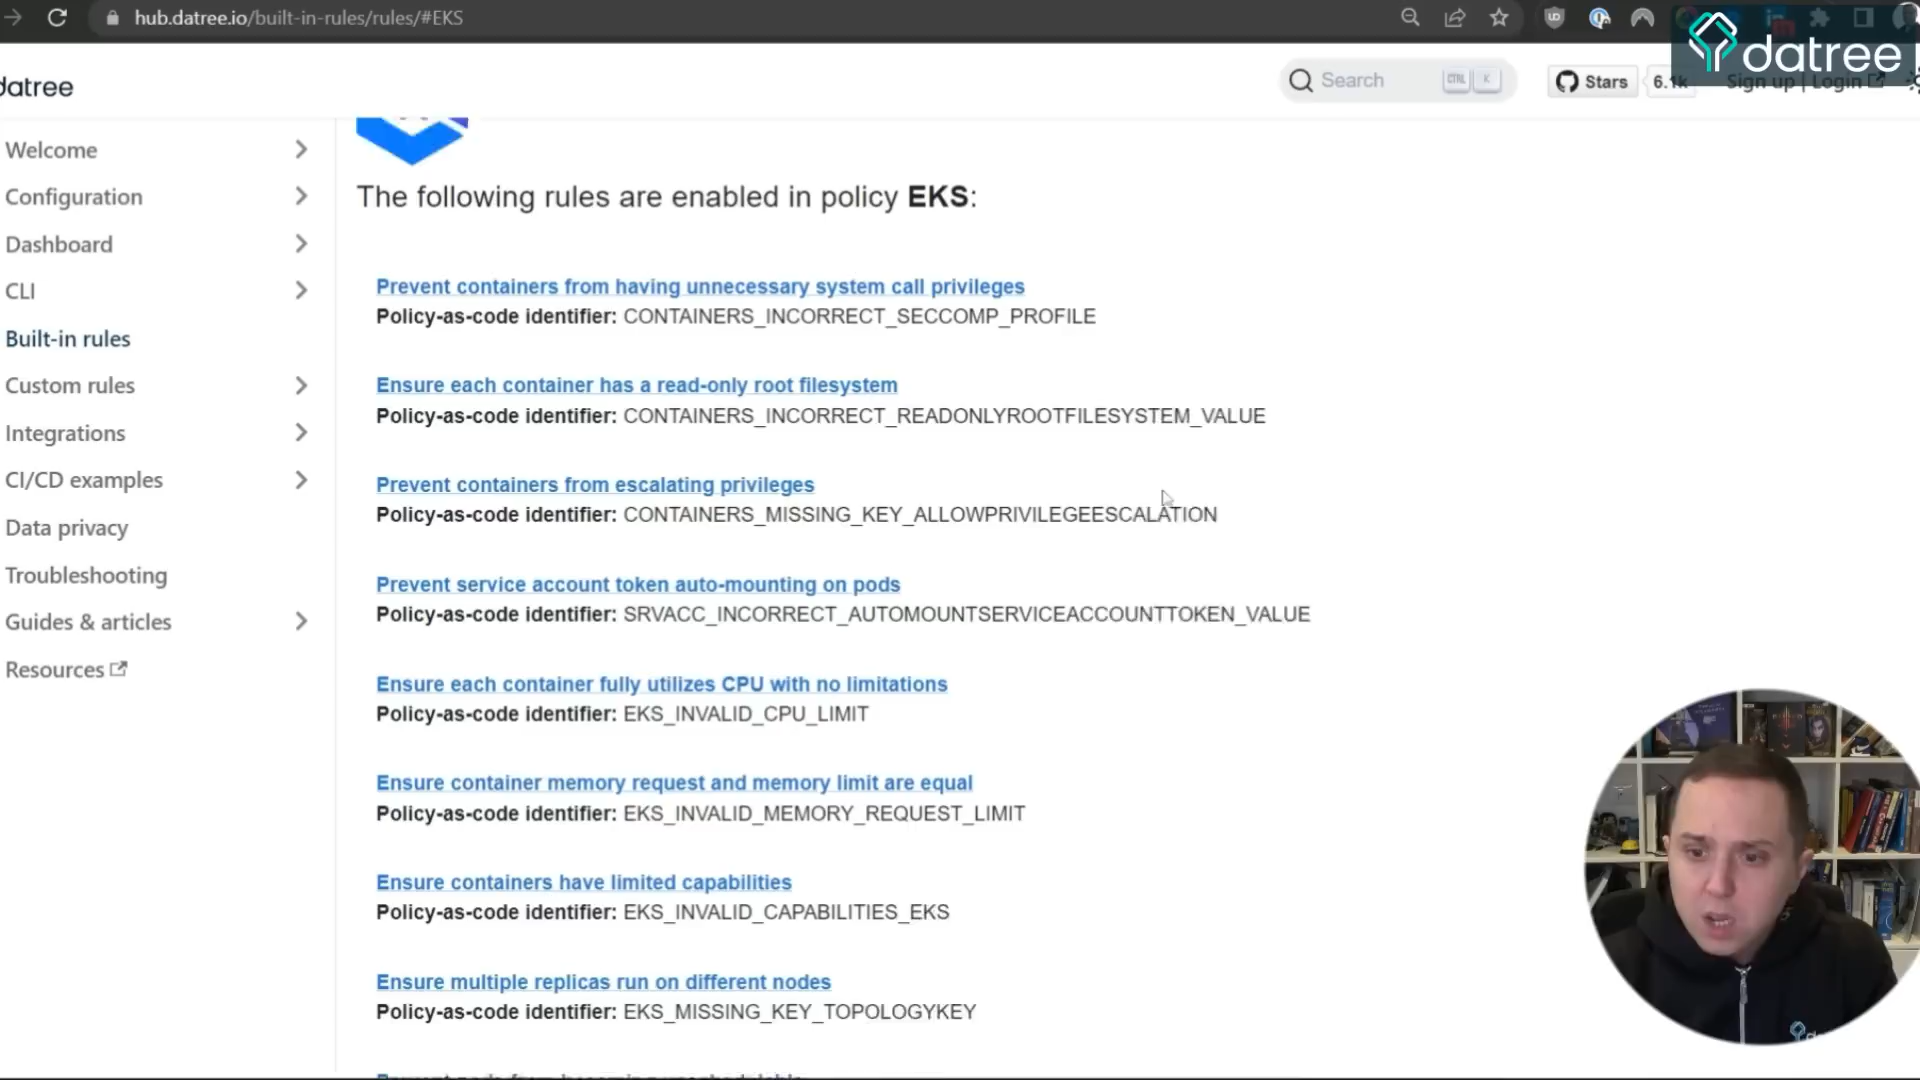 hub.datree.io/built-in-rules/rules/#EKS
datree
datree
Search
CTRL
K
Stars
6.1k
Sign up | Login
Welcome
Configuration
Dashboard
CLI
Built-in rules
Custom rules
Integrations
CI/CD examples
Data privacy
Troubleshooting
Guides & articles
Resources
The following rules are enabled in policy EKS:
Prevent containers from having unnecessary system call privileges
Policy-as-code identifier: CONTAINERS_INCORRECT_SECCOMP_PROFILE
Ensure each container has a read-only root filesystem
Policy-as-code identifier: CONTAINERS_INCORRECT_READONLYROOTFILESYSTEM_VALUE
Prevent containers from escalating privileges
Policy-as-code identifier: CONTAINERS_MISSING_KEY_ALLOWPRIVILEGEESCALATION
Prevent service account token auto-mounting on pods
Policy-as-code identifier: SRVACC_INCORRECT_AUTOMOUNTSERVICEACCOUNTTOKEN_VALUE
Ensure each container fully utilizes CPU with no limitations
Policy-as-code identifier: EKS_INVALID_CPU_LIMIT
Ensure container memory request and memory limit are equal
Policy-as-code identifier: EKS_INVALID_MEMORY_REQUEST_LIMIT
Ensure containers have limited capabilities
Policy-as-code identifier: EKS_INVALID_CAPABILITIES_EKS
Ensure multiple replicas run on different nodes
Policy-as-code identifier: EKS_MISSING_KEY_TOPOLOGYKEY